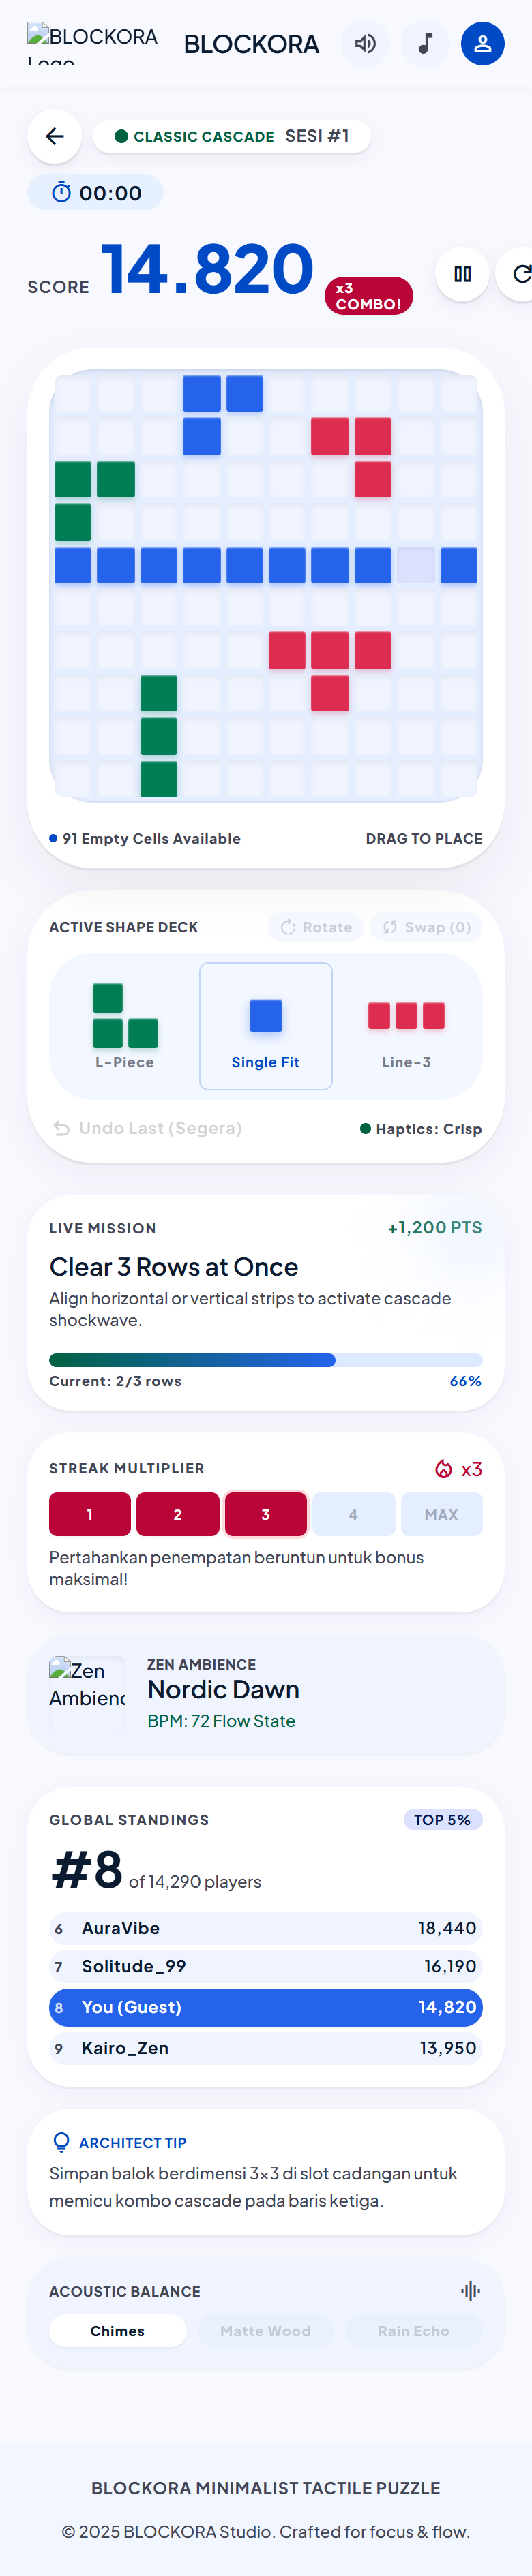 BLOCKORA
Logo
BLOCKORA
CLASSIC CASCADE SESI #1
00:00
SCORE 14.820
x3
COMBO!
91 Empty Cells Available
DRAG TO PLACE
ACTIVE SHAPE DECK
Rotate
Swap (0)
L-Piece
Single Fit
Line-3
Undo Last (Segera)
Haptics: Crisp
LIVE MISSION
+1,200 PTS
Clear 3 Rows at Once
Align horizontal or vertical strips to activate cascade
shockwave.
Current: 2/3 rows
66%
STREAK MULTIPLIER
x3
1
2
3
4
MAX
Pertahankan penempatan beruntun untuk bonus
maksimal!
Zen
Ambienc
ZEN AMBIENCE
Nordic Dawn
BPM: 72 Flow State
GLOBAL STANDINGS
TOP 5%
#8 of 14,290 players
6 AuraVibe 18,440
7 Solitude_99 16,190
8 You (Guest) 14,820
9 Kairo_Zen 13,950
ARCHITECT TIP
Simpan balok berdimensi 3×3 di slot cadangan untuk
memicu kombo cascade pada baris ketiga.
ACOUSTIC BALANCE
Chimes
Matte Wood
Rain Echo
BLOCKORA MINIMALIST TACTILE PUZZLE
© 2025 BLOCKORA Studio. Crafted for focus & flow.